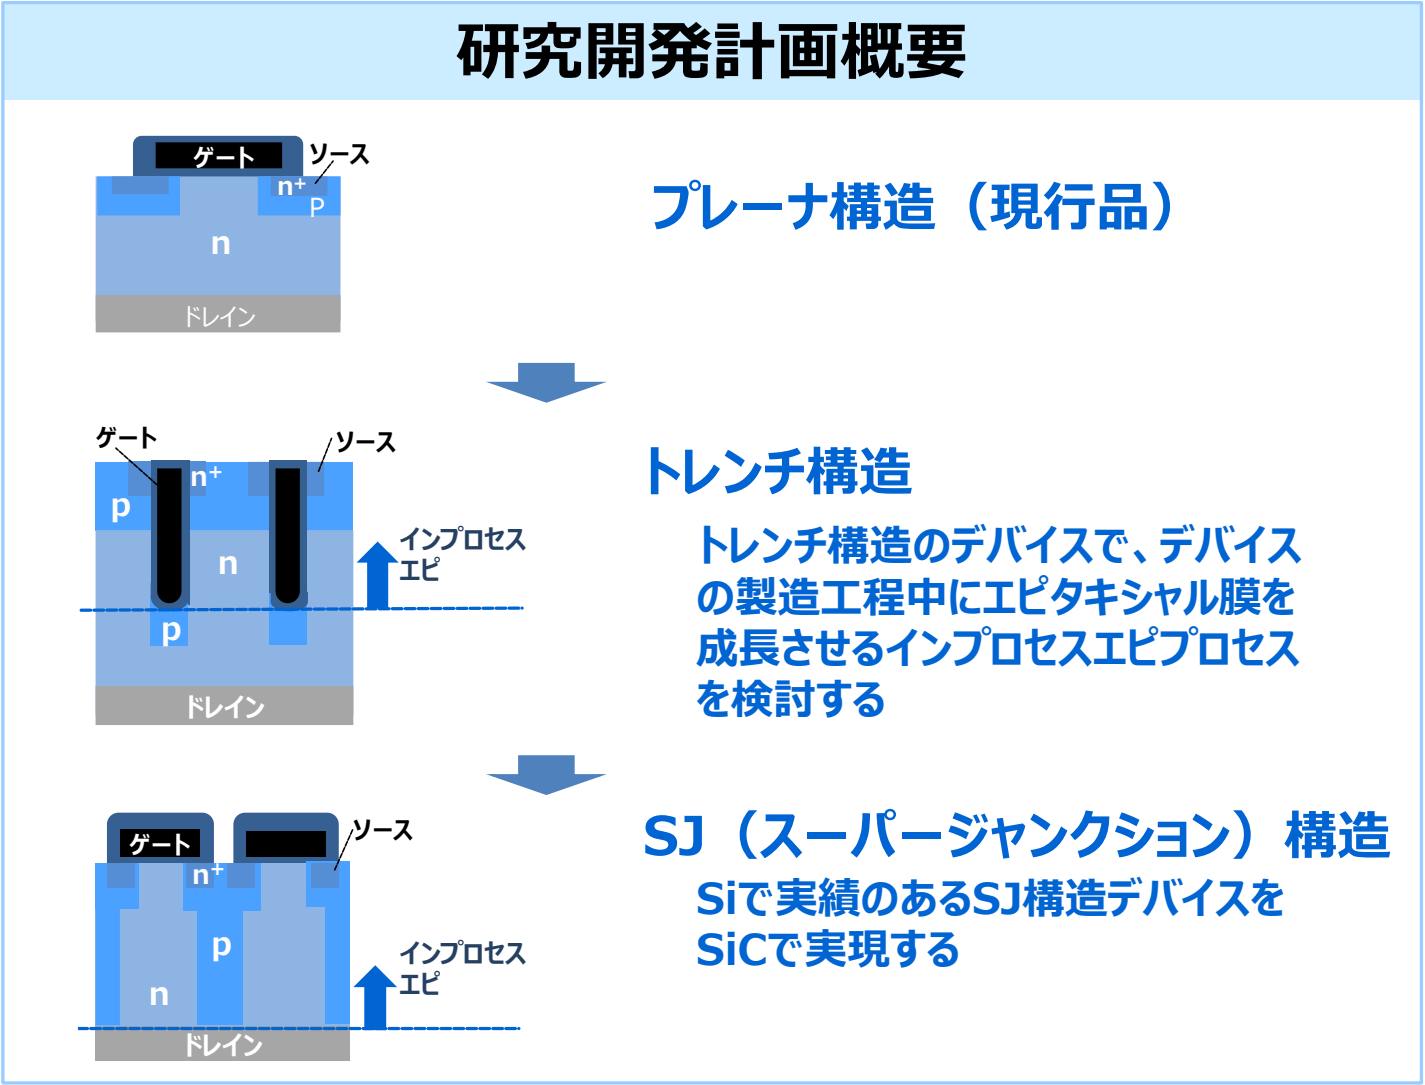 研究開発計画概要
ゲート
ソース
n+
P
n
ドレイン
プレーナ構造（現行品）
ゲート
ソース
n+
p
n
p
ドレイン
インプロセス
エピ
トレンチ構造
トレンチ構造のデバイスで、デバイス
の製造工程中にエピタキシャル膜を
成長させるインプロセスエピプロセス
を検討する
ゲート
ソース
n+
p
n
ドレイン
インプロセス
エピ
SJ（スーパージャンクション）構造
Siで実績のあるSJ構造デバイスを
SiCで実現する